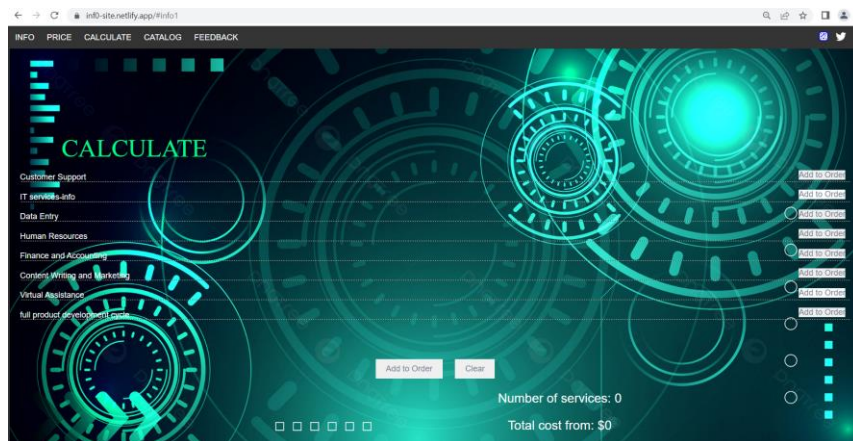 inf0-site.netlify.app/#info1
INFO PRICE CALCULATE CATALOG FEEDBACK
CALCULATE
Customer Support Add to Order
IT services-info Add to Order
Data Entry Add to Order
Human Resources Add to Order
Finance and Accounting Add to Order
Content Writing and Marketing Add to Order
Virtual Assistance Add to Order
full product development cycle Add to Order
Add to Order Clear
Number of services: 0
Total cost from: $0